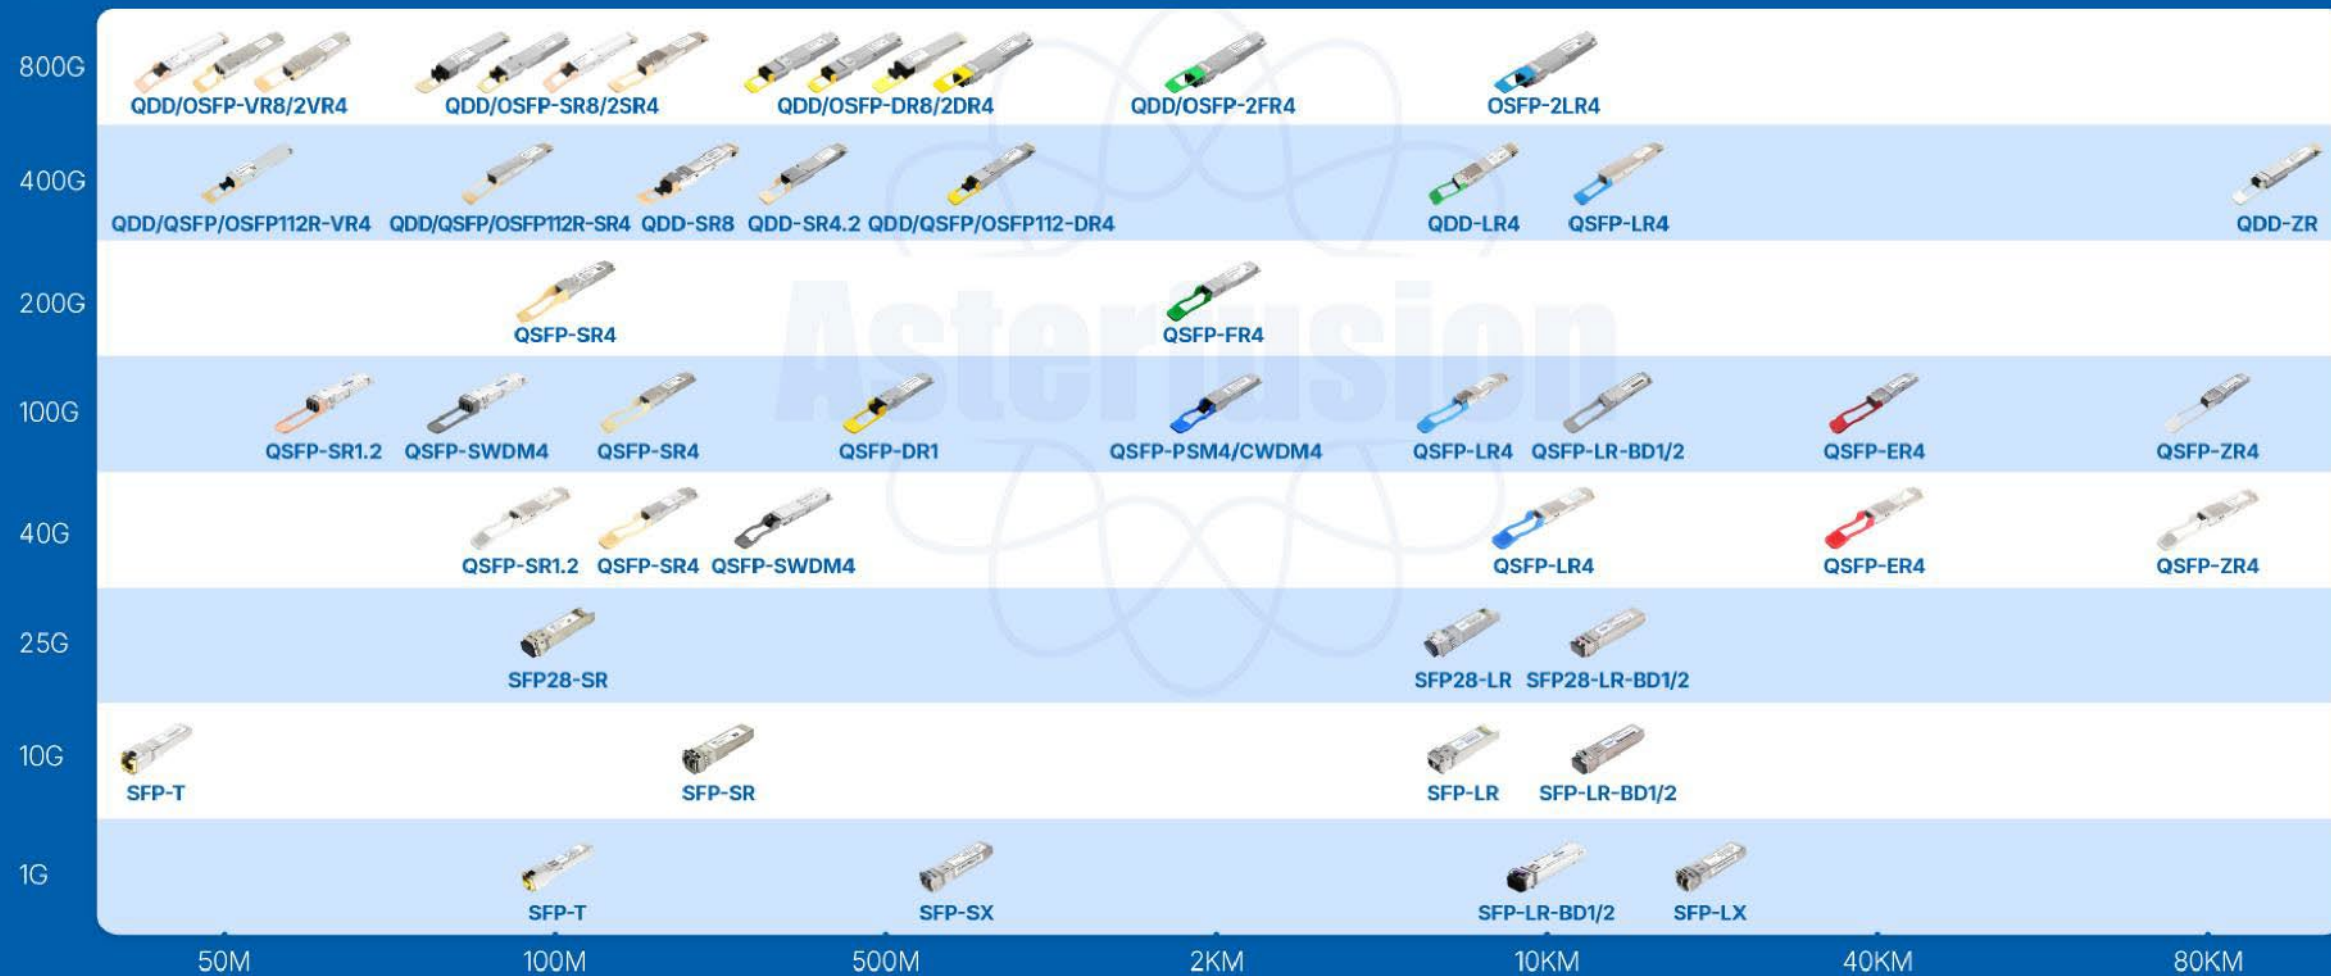 800G
QDD/OSFP-VR8/2VR4 QDD/OSFP-SR8/2SR4 QDD/OSFP-DR8/2DR4 QDD/OSFP-2FR4 OSFP-2LR4
400G
QDD/QSFP/OSFP112R-VR4 QDD/QSFP/OSFP112R-SR4 QDD-SR8 QDD-SR4.2 QDD/QSFP/OSFP112-DR4 QDD-LR4 QSFP-LR4 QDD-ZR
200G
QSFP-SR4 QSFP-FR4
Asterfusion
100G
QSFP-SR1.2 QSFP-SWDM4 QSFP-SR4 QSFP-DR1 QSFP-PSM4/CWDM4 QSFP-LR4 QSFP-LR-BD1/2 QSFP-ER4 QSFP-ZR4
40G
QSFP-SR1.2 QSFP-SR4 QSFP-SWDM4 QSFP-LR4 QSFP-ER4 QSFP-ZR4
25G
SFP28-SR SFP28-LR SFP28-LR-BD1/2
10G
SFP-T SFP-SR SFP-LR SFP-LR-BD1/2
1G
SFP-T SFP-SX SFP-LR-BD1/2 SFP-LX
50M 100M 500M 2KM 10KM 40KM 80KM